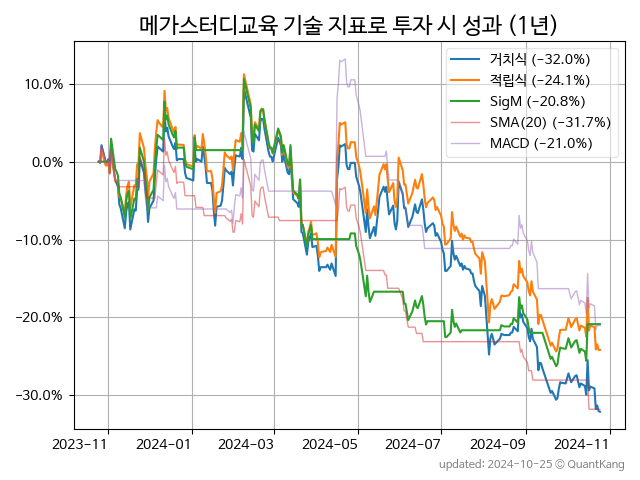 메가스터디교육 기술 지표로 투자 시 성과 (1년)
거치식 (−32.0%)
적립식 (−24.1%)
SigM (−20.8%)
SMA(20) (−31.7%)
MACD (−21.0%)
10.0%
0.0%
−10.0%
−20.0%
−30.0%
2023-11 2024-01 2024-03 2024-05 2024-07 2024-09 2024-11
updated: 2024-10-25 © QuantKang